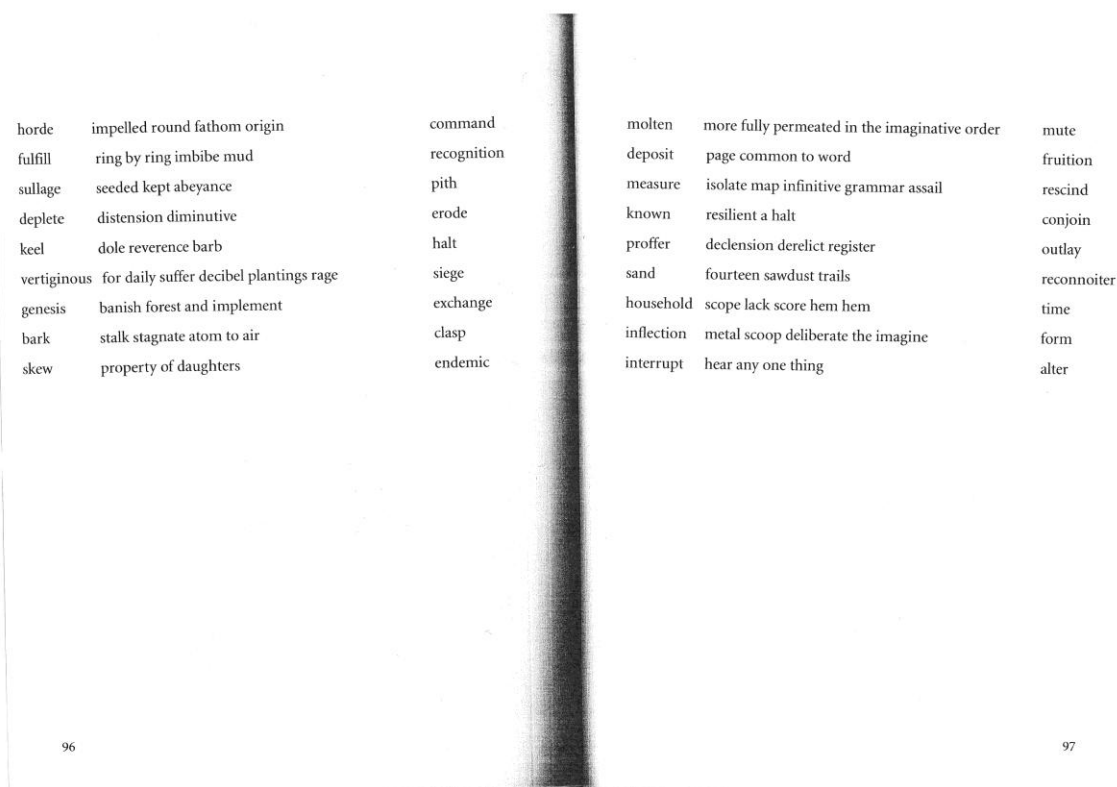 horde impelled round fathom origin command
fulfill ring by ring imbibe mud recognition
sullage seeded kept abeyance pith
deplete distension diminutive erode
keel dole reverence barb halt
vertiginous for daily suffer decibel plantings rage siege
genesis banish forest and implement exchange
bark stalk stagnate atom to air clasp
skew property of daughters endemic
96
molten more fully permeated in the imaginative order mute
deposit page common to word fruition
measure isolate map infinitive grammar assail rescind
known resilient a halt conjoin
proffer declension derelict register outlay
sand fourteen sawdust trails reconnoiter
household scope lack score hem hem time
inflection metal scoop deliberate the imagine form
interrupt hear any one thing alter
97